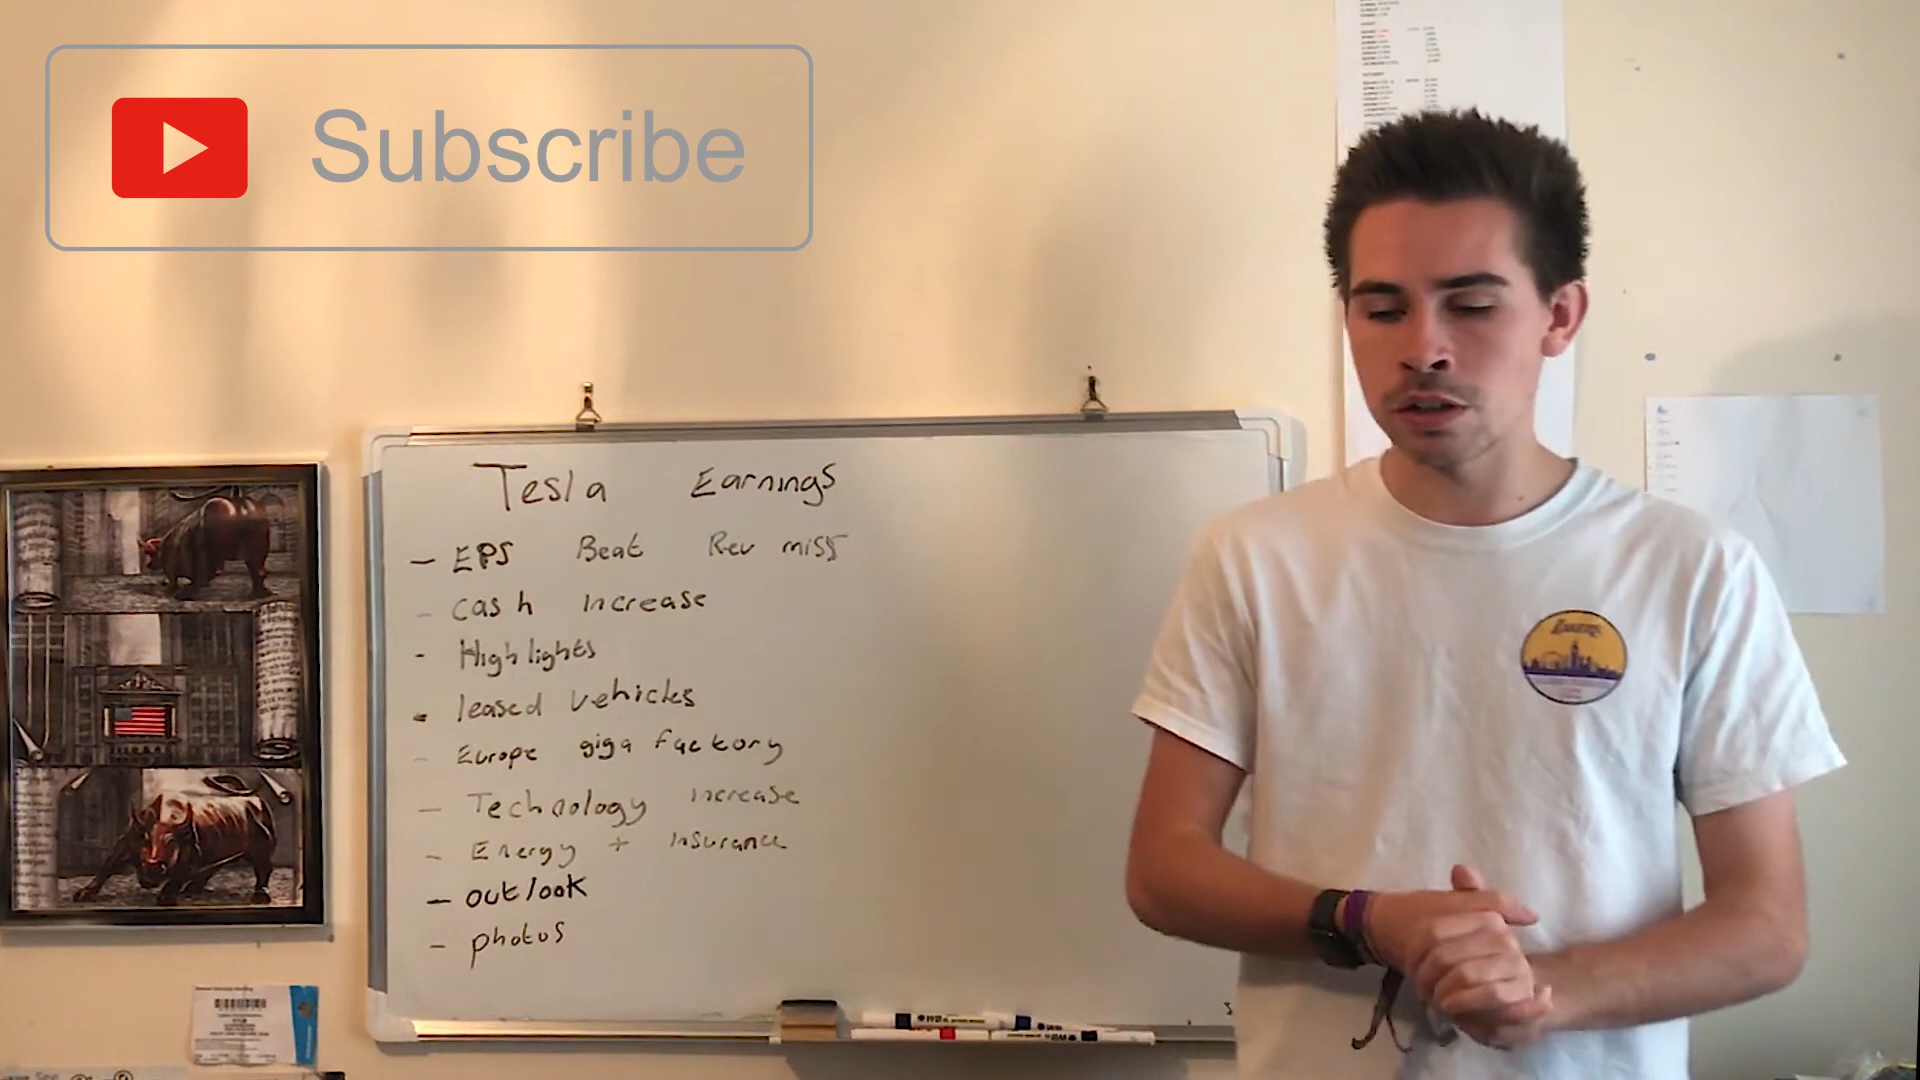 Subscribe
Tesla Earnings
- EPS Beat Rev miss
- cash increase
- Highlights
- leased vehicles
- Europe giga factory
- Technology increase
- Energy + Insurance
- outlook
- photos
LAKERS